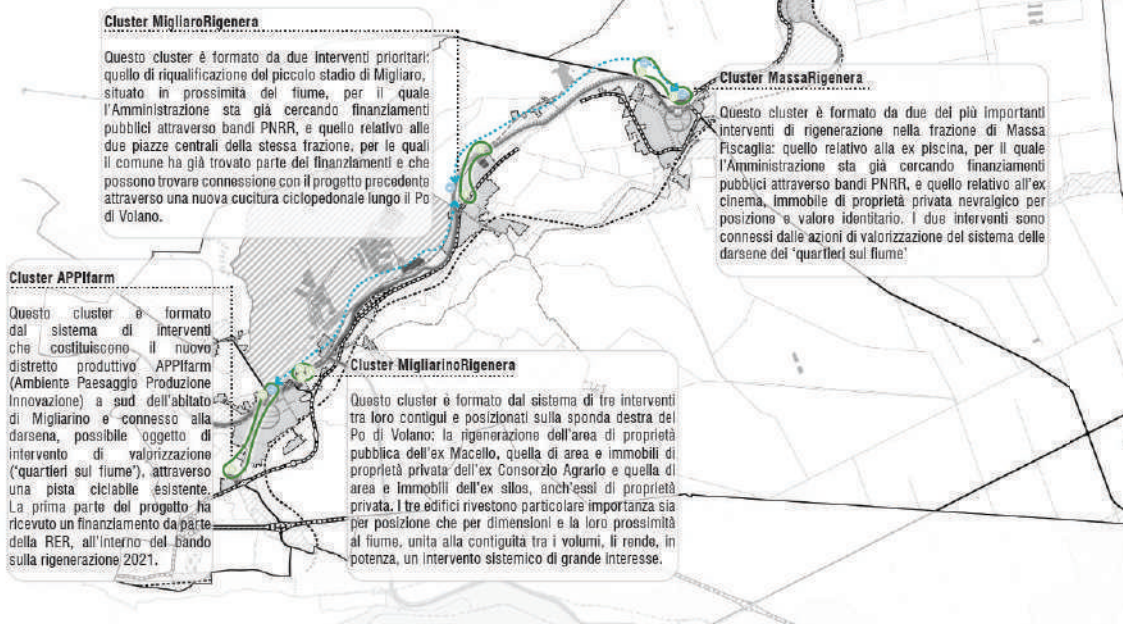 Cluster MigliaroRigenera
Questo cluster è formato da due interventi prioritari:
quello di riqualificazione del piccolo stadio di Migliaro,
situato in prossimità del fiume, per il quale
l'Amministrazione sta già cercando finanziamenti
pubblici attraverso bandi PNRR, e quello relativo alle
due piazze centrali della stessa frazione, per le quali
il comune ha già trovato parte dei finanziamenti e che
possono trovare connessione con il progetto precedente
attraverso una nuova cucitura ciclopedonale lungo il Po
di Volano.
Cluster MassaRigenera
Questo cluster è formato da due dei più importanti
interventi di rigenerazione nella frazione di Massa
Fiscaglia: quello relativo alla ex piscina, per il quale
l'Amministrazione sta già cercando finanziamenti
pubblici attraverso bandi PNRR, e quello relativo all'ex
cinema, immobile di proprietà privata nevralgico per
posizione e valore identitario. I due interventi sono
connessi dalle azioni di valorizzazione del sistema delle
darsene dei 'quartieri sul fiume'
Cluster APPIfarm
Questo cluster è formato
dal sistema di interventi
che costituiscono il nuovo
distretto produttivo APPIfarm
(Ambiente Paesaggio Produzione
Innovazione) a sud dell'abitato
di Migliarino e connesso alla
darsena, possibile oggetto di
intervento di valorizzazione
('quartieri sul fiume'), attraverso
una pista ciclabile esistente.
La prima parte del progetto ha
ricevuto un finanziamento da parte
della RER, all'interno del bando
sulla rigenerazione 2021.
Cluster MigliarinoRigenera
Questo cluster è formato dal sistema di tre interventi
tra loro contigui e posizionati sulla sponda destra del
Po di Volano: la rigenerazione dell'area di proprietà
pubblica dell'ex Macello, quella di area e immobili di
proprietà privata dell'ex Consorzio Agrario e quella di
area e immobili dell'ex silos, anch'essi di proprietà
privata. I tre edifici rivestono particolare importanza sia
per posizione che per dimensioni e la loro prossimità
al fiume, unita alla contiguità tra i volumi, li rende, in
potenza, un intervento sistemico di grande interesse.